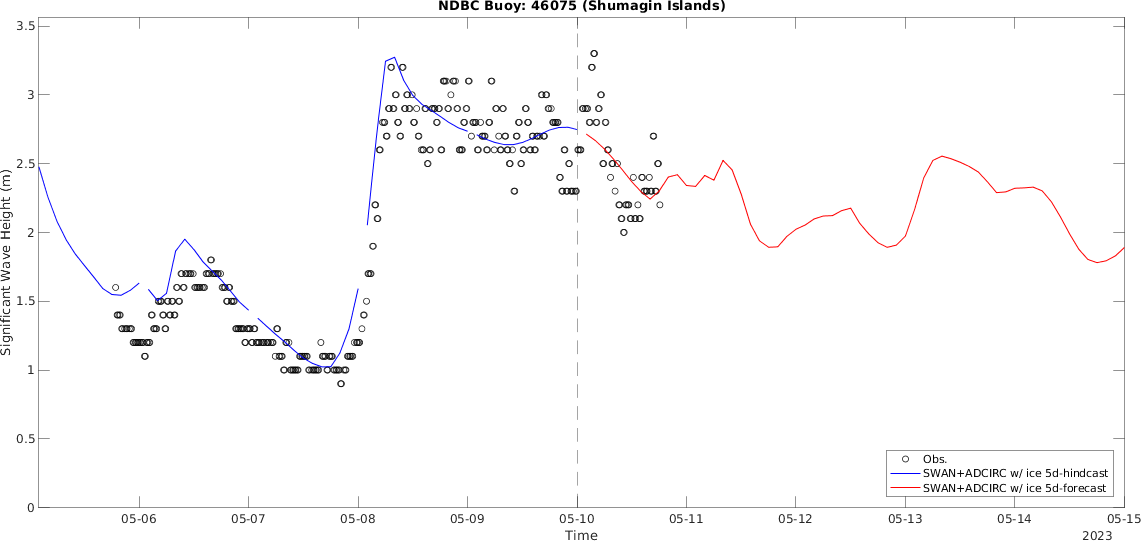 NDBC Buoy: 46075 (Shumagin Islands)
3.5
3
2.5
2
1.5
1
0.5
0
Significant Wave Height (m)
Obs.
SWAN+ADCIRC w/ ice 5d-hindcast
SWAN+ADCIRC w/ ice 5d-forecast
05-06 05-07 05-08 05-09 05-10 05-11 05-12 05-13 05-14 05-15
Time
2023